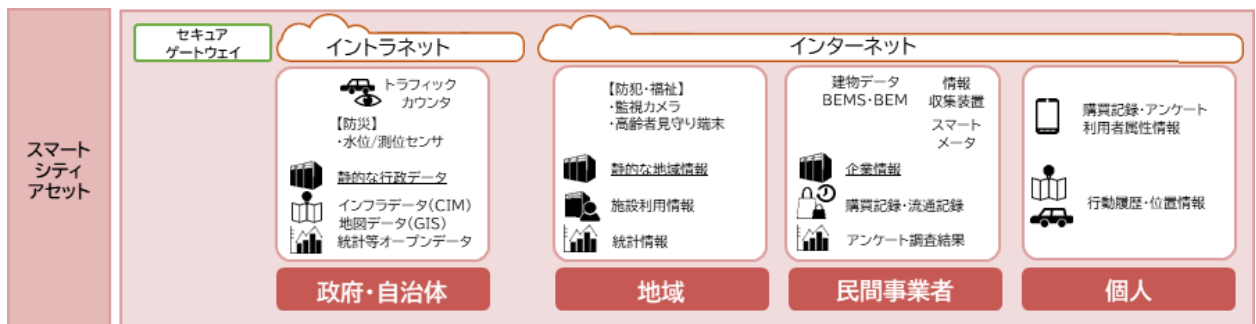 スマート
シティ
アセット
セキュア
ゲートウェイ
イントラネット
インターネット
トラフィック
カウンタ
【防災】
・水位/測位センサ
静的な行政データ
インフラデータ(CIM)
地図データ(GIS)
統計等オープンデータ
政府・自治体
【防犯・福祉】
・監視カメラ
・高齢者見守り端末
静的な地域情報
施設利用情報
統計情報
地域
建物データ
BEMS・BEM
情報
収集装置
スマート
メータ
企業情報
購買記録・流通記録
アンケート調査結果
民間事業者
購買記録・アンケート
利用者属性情報
行動履歴・位置情報
個人